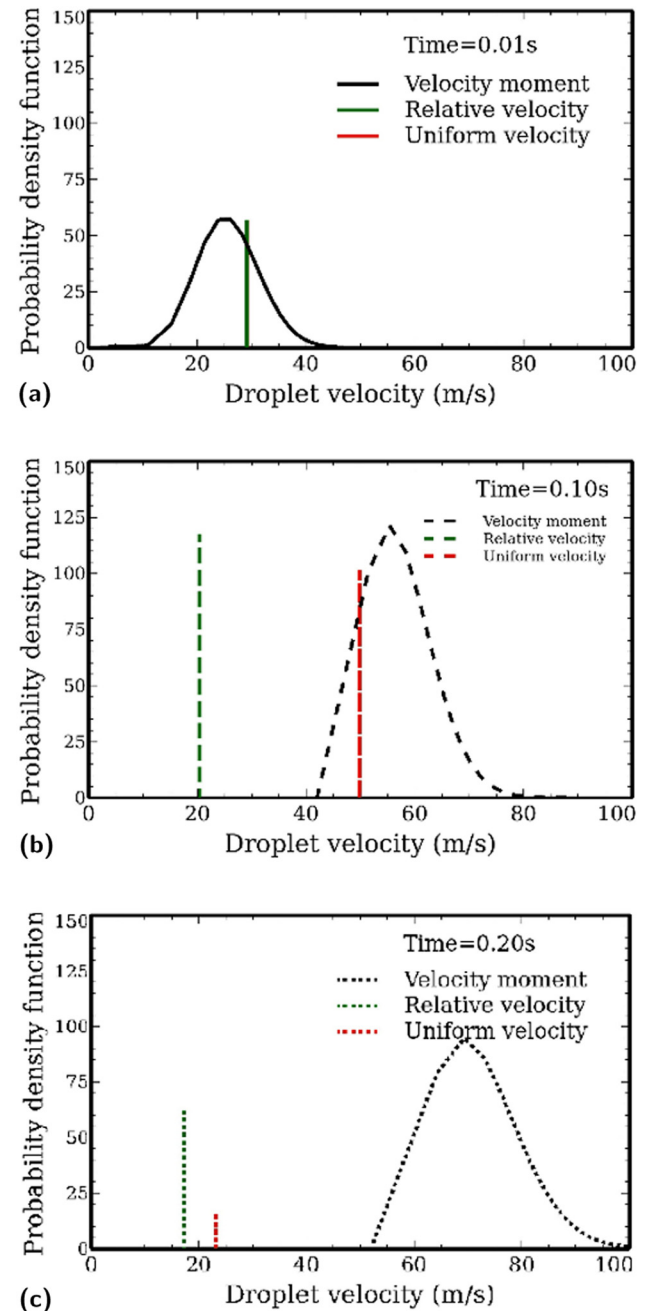 150
Time=0.01s
125
Velocity moment
Relative velocity
100
Uniform velocity
75
50
25
0
0 20 40 60 80 100
Probability density function
Droplet velocity (m/s)
(a)
150
Time=0.10s
125
Velocity moment
Relative velocity
Uniform velocity
100
75
50
25
0
0 20 40 60 80 100
Probability density function
Droplet velocity (m/s)
(b)
150
Time=0.20s
125
Velocity moment
Relative velocity
100
Uniform velocity
75
50
25
0
0 20 40 60 80 100
Probability density function
Droplet velocity (m/s)
(c)